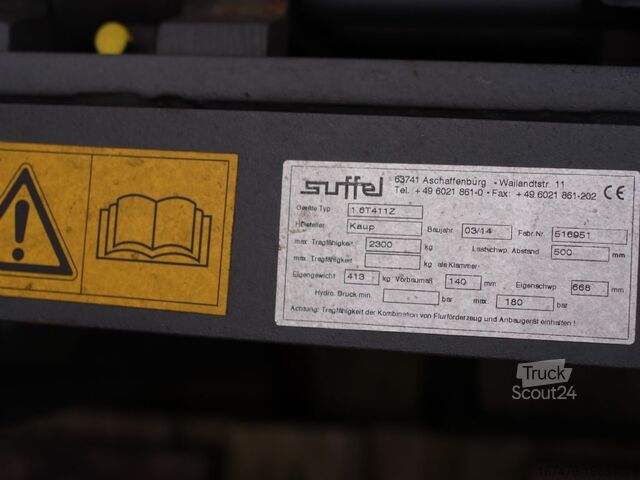 suffel 63741 Aschaffenburg - Wailandtstr. 11
Tel. +49 6021 861-0 · Fax: +49 6021 861-202 CE
Geräte Typ 1.6T411Z
Hersteller Kaup Baujahr 03/14 Fabr.Nr. 516951
max. Tragfähigkeit 2300 kg Lastschwp. Abstand 500 mm
max. Tragfähigkeit kg als Klammer
Eigengewicht 413 kg Vorbaumaß 140 mm Eigenschwp 668 mm
Hydro. Druck min. bar max. 180 bar
Achtung: Tragfähigkeit der Kombination von Flurförderzeug und Anbaugerät einhalten !
Truck
Scout24